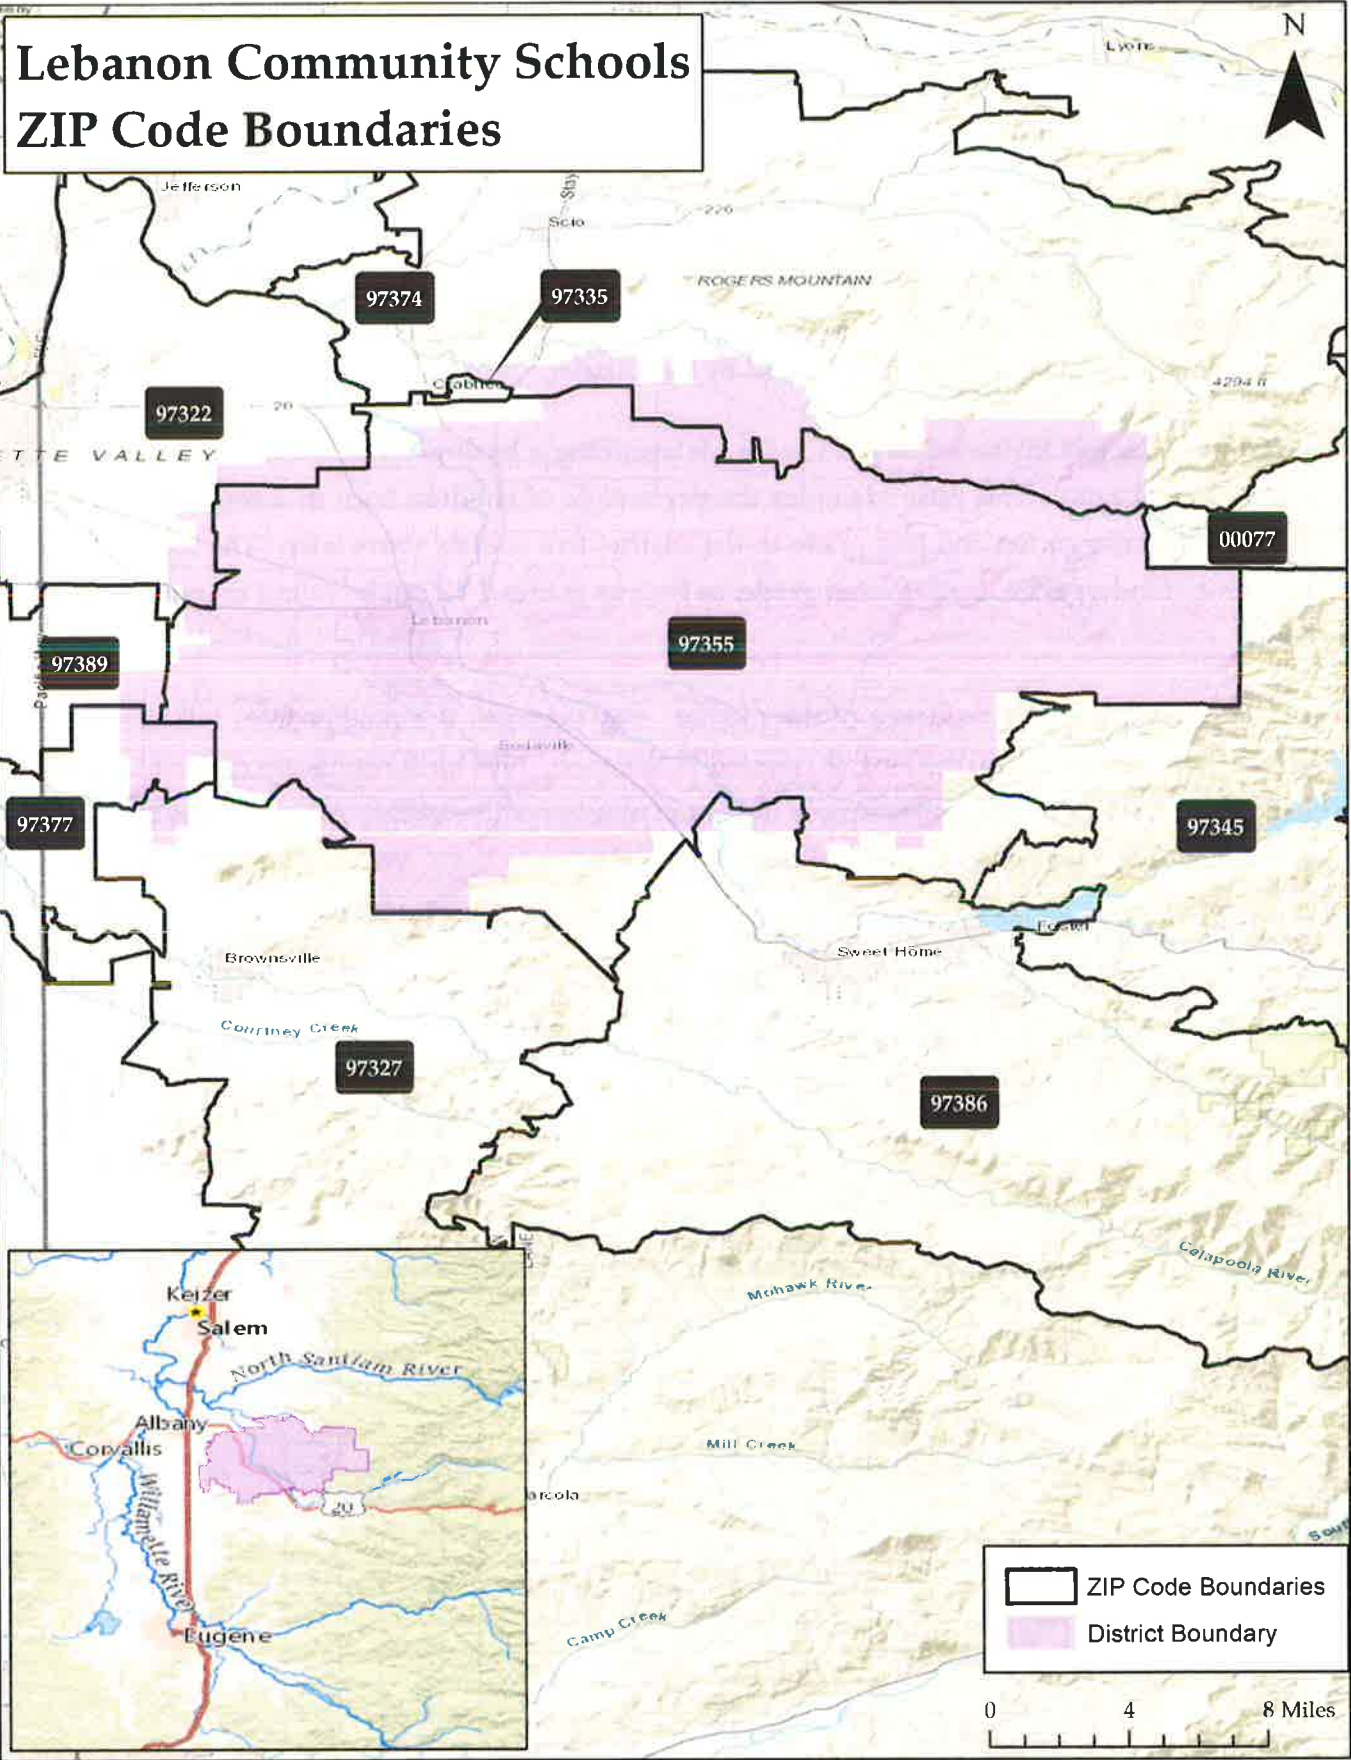 Lebanon Community Schools
ZIP Code Boundaries
N
Lyons
Jefferson
Scio
226
ROGERS MOUNTAIN
97374
97335
4294 ft
97322
20
VALLEY
00077
Lebanon
97355
97389
Sodaville
97377
97345
Foster
Sweet Home
Brownsville
Courtney Creek
97327
97386
Calapooia River
Mohawk River
Keizer
Salem
North Santiam River
Albany
Corvallis
Mill Creek
Willamette River
20
Eugene
Camp Creek
ZIP Code Boundaries
District Boundary
0 4 8 Miles